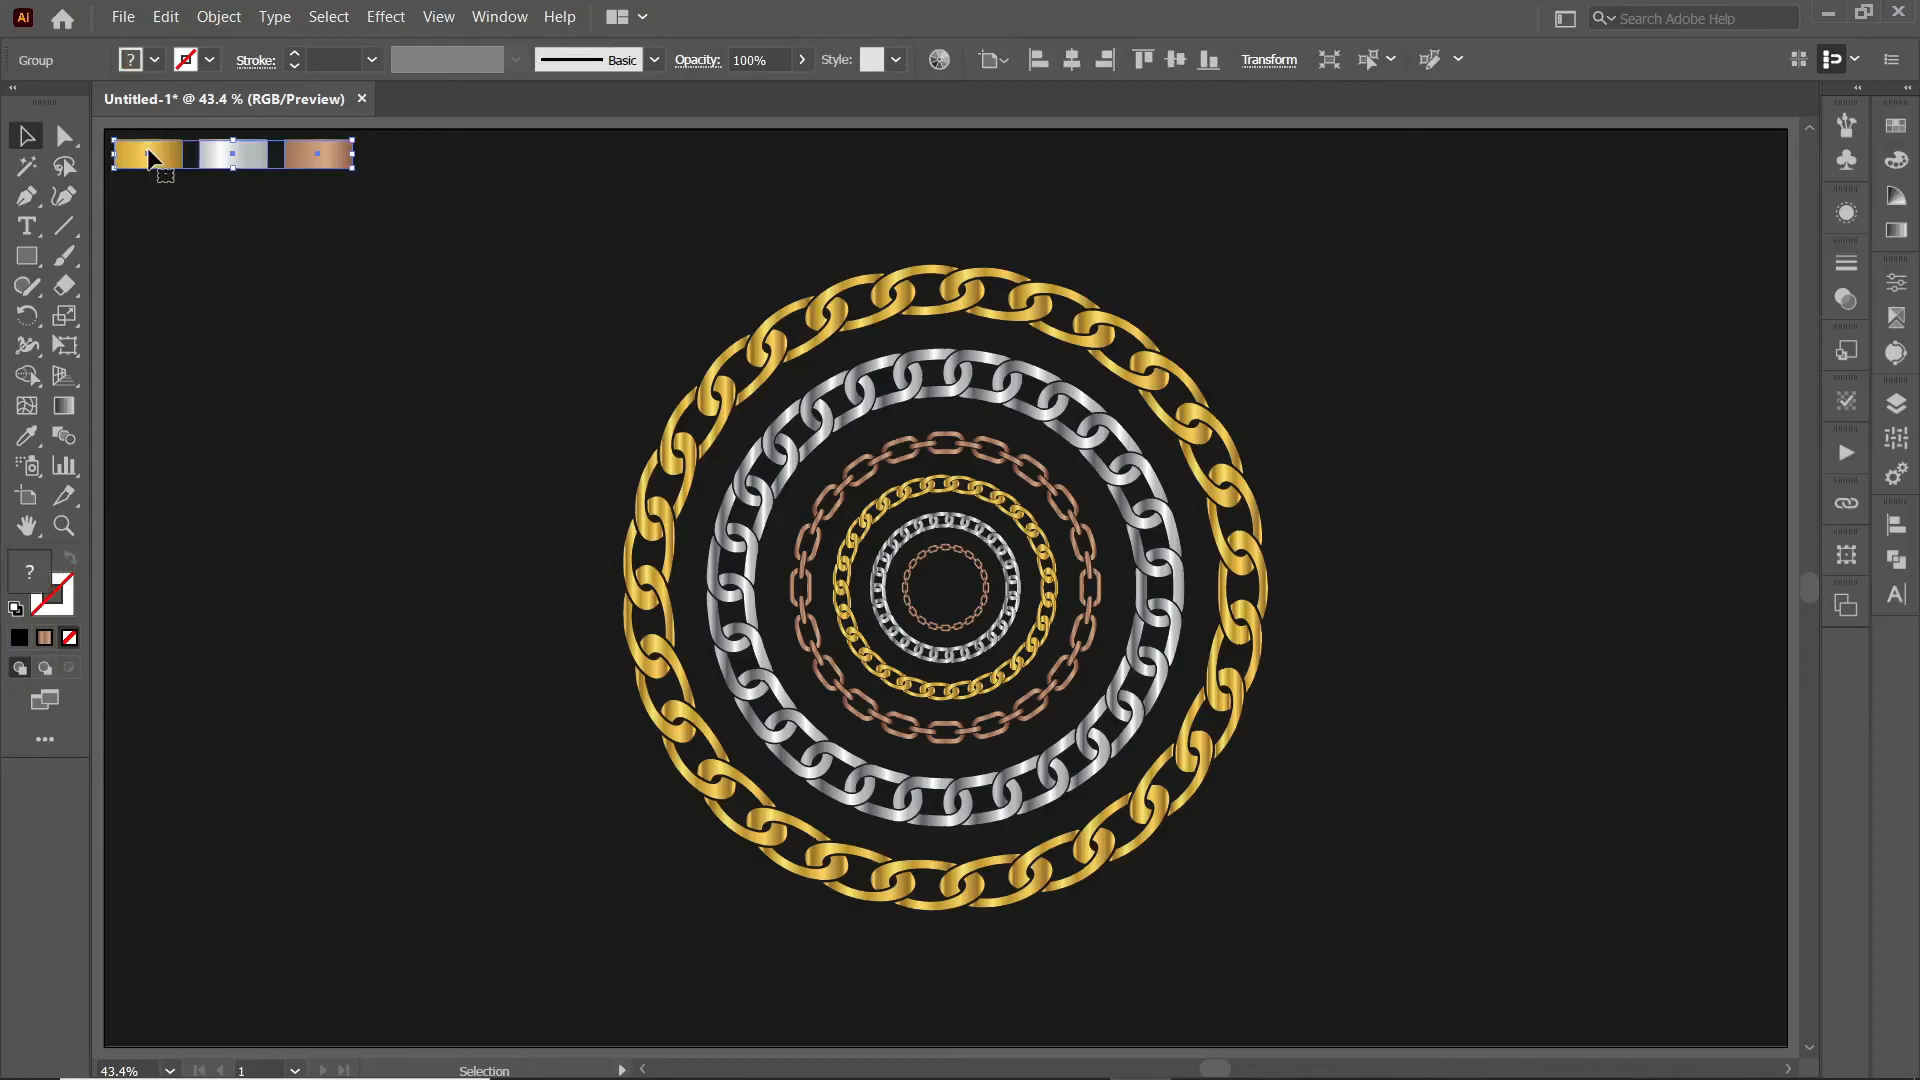 Ai File Edit Object Type Select Effect View Window Help Search Adobe Help
Group ? Stroke: Basic Opacity: 100% Style: Transform
Untitled-1* @ 43.4 % (RGB/Preview) ×
T
?
A
43.4% 1 Selection